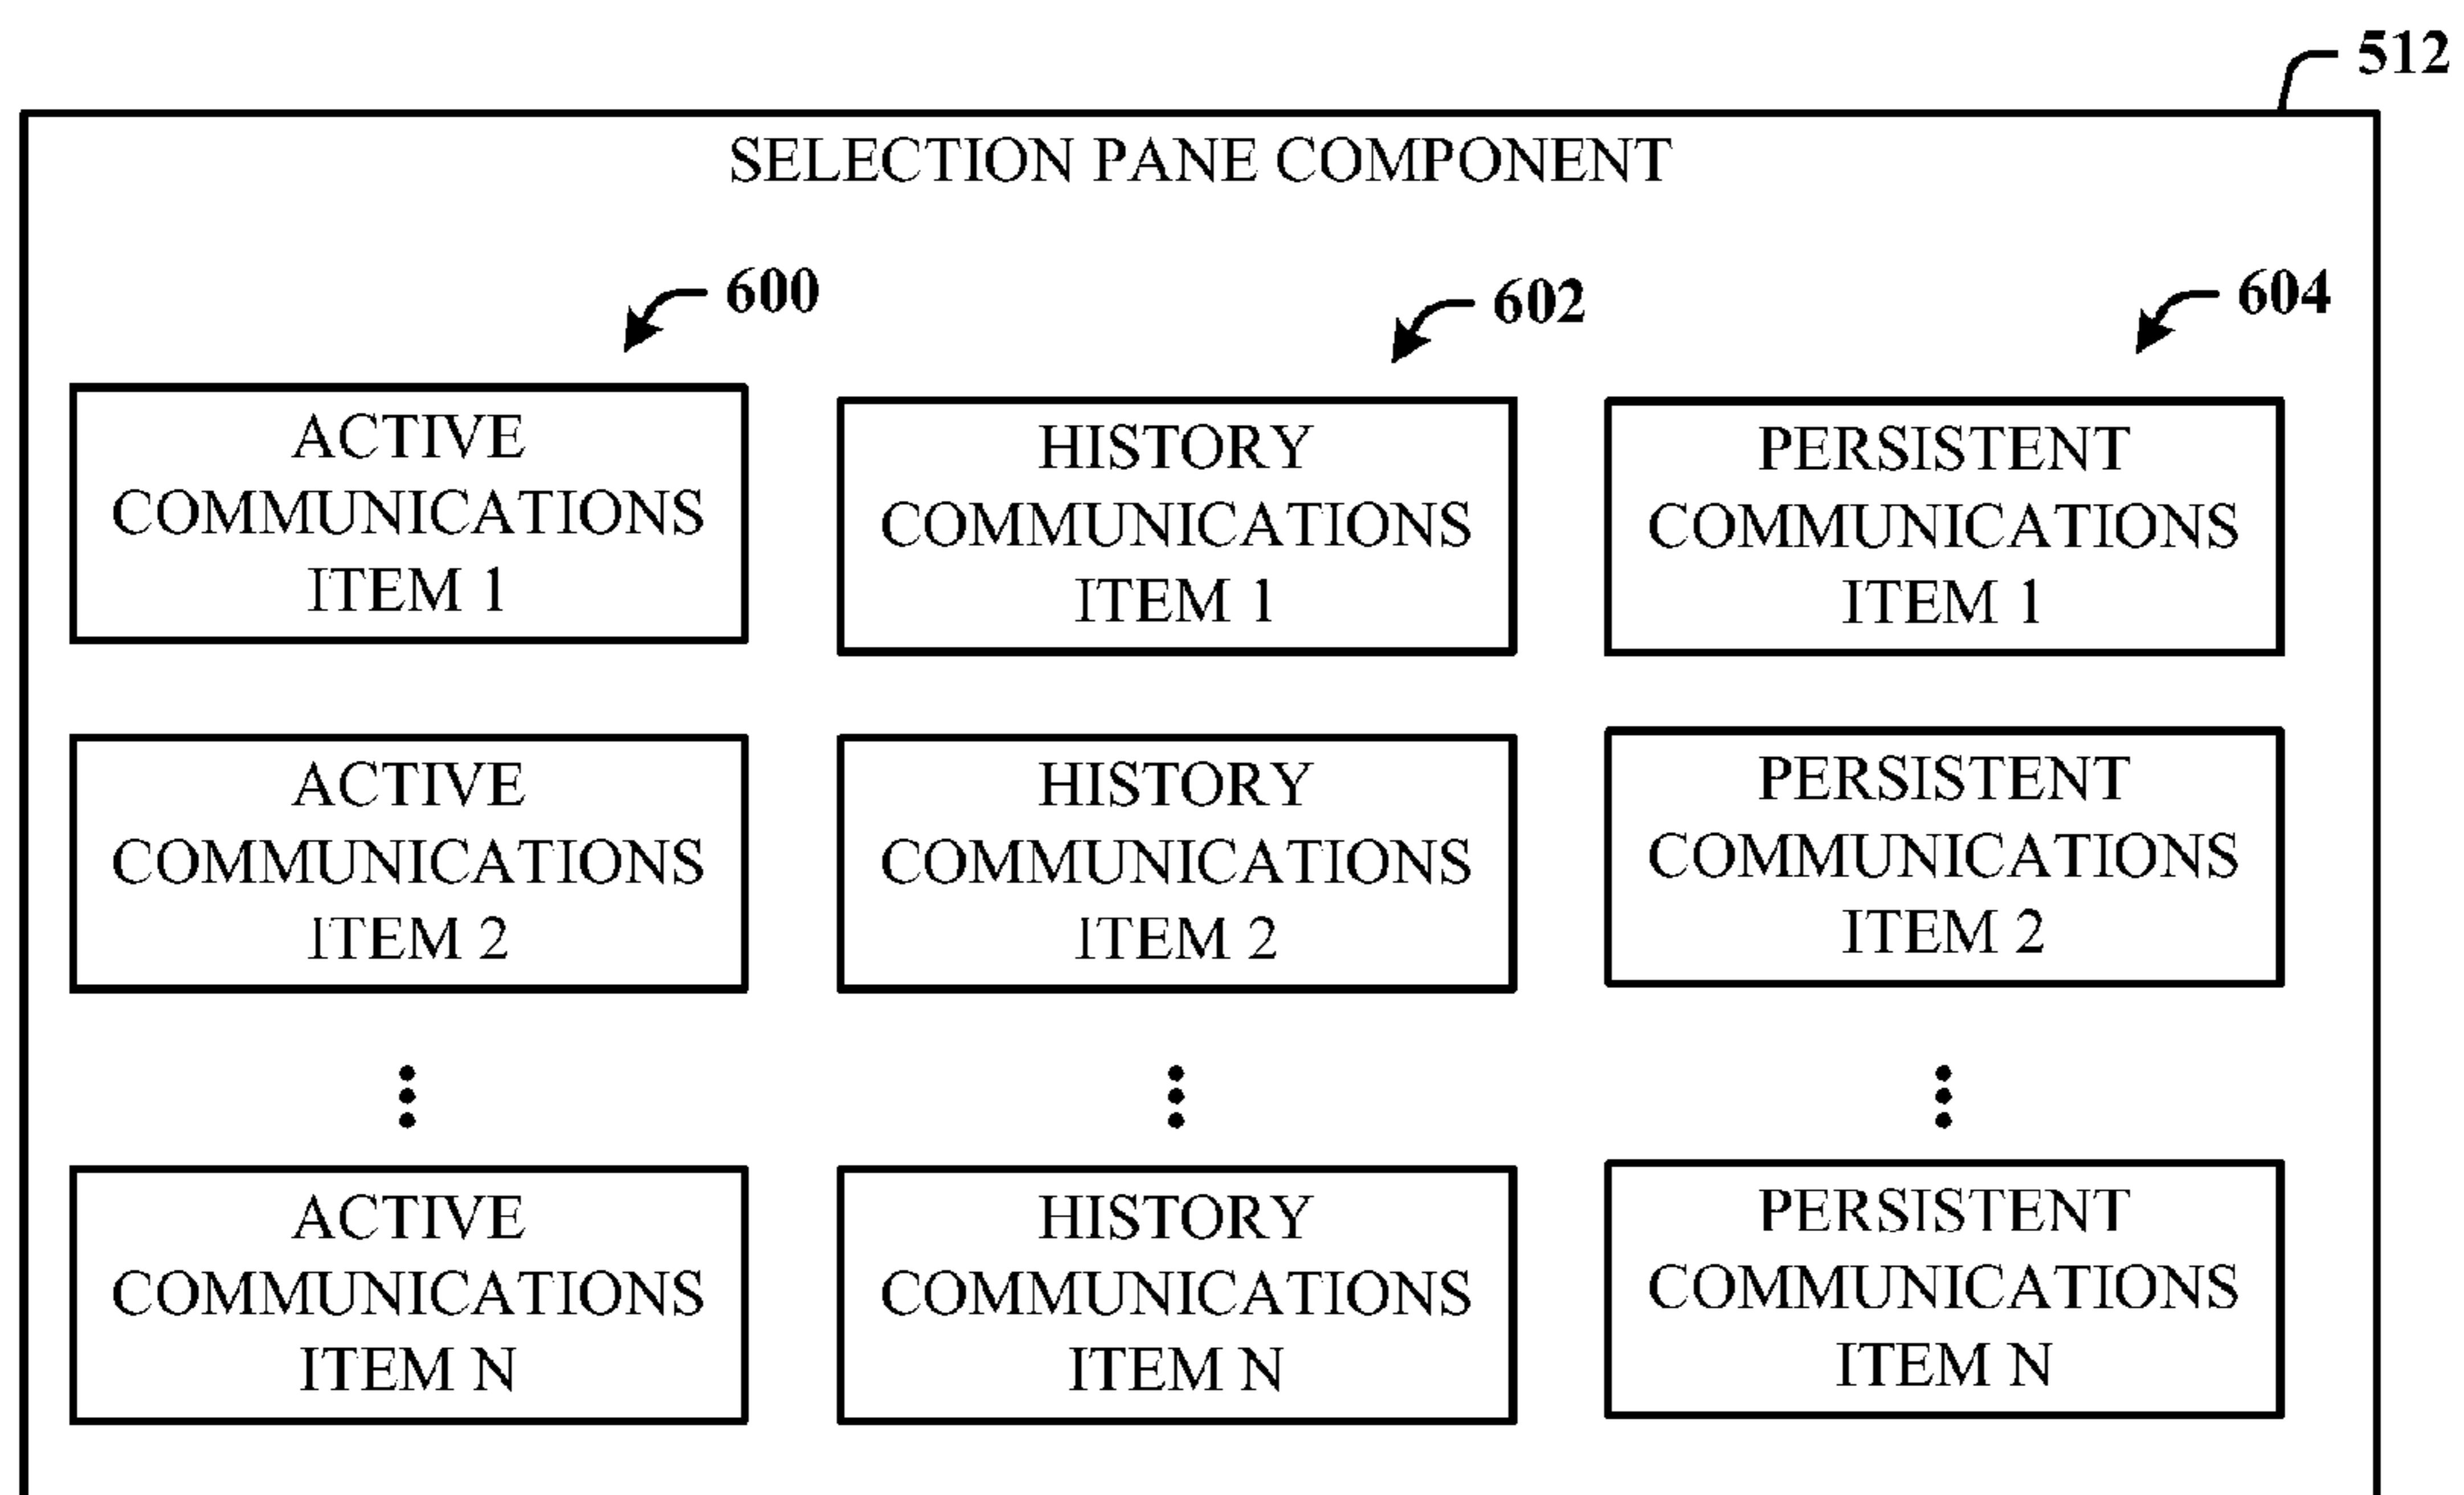 512
SELECTION PANE COMPONENT
600
602
604
ACTIVE
COMMUNICATIONS
ITEM 1
HISTORY
COMMUNICATIONS
ITEM 1
PERSISTENT
COMMUNICATIONS
ITEM 1
ACTIVE
COMMUNICATIONS
ITEM 2
HISTORY
COMMUNICATIONS
ITEM 2
PERSISTENT
COMMUNICATIONS
ITEM 2
ACTIVE
COMMUNICATIONS
ITEM N
HISTORY
COMMUNICATIONS
ITEM N
PERSISTENT
COMMUNICATIONS
ITEM N